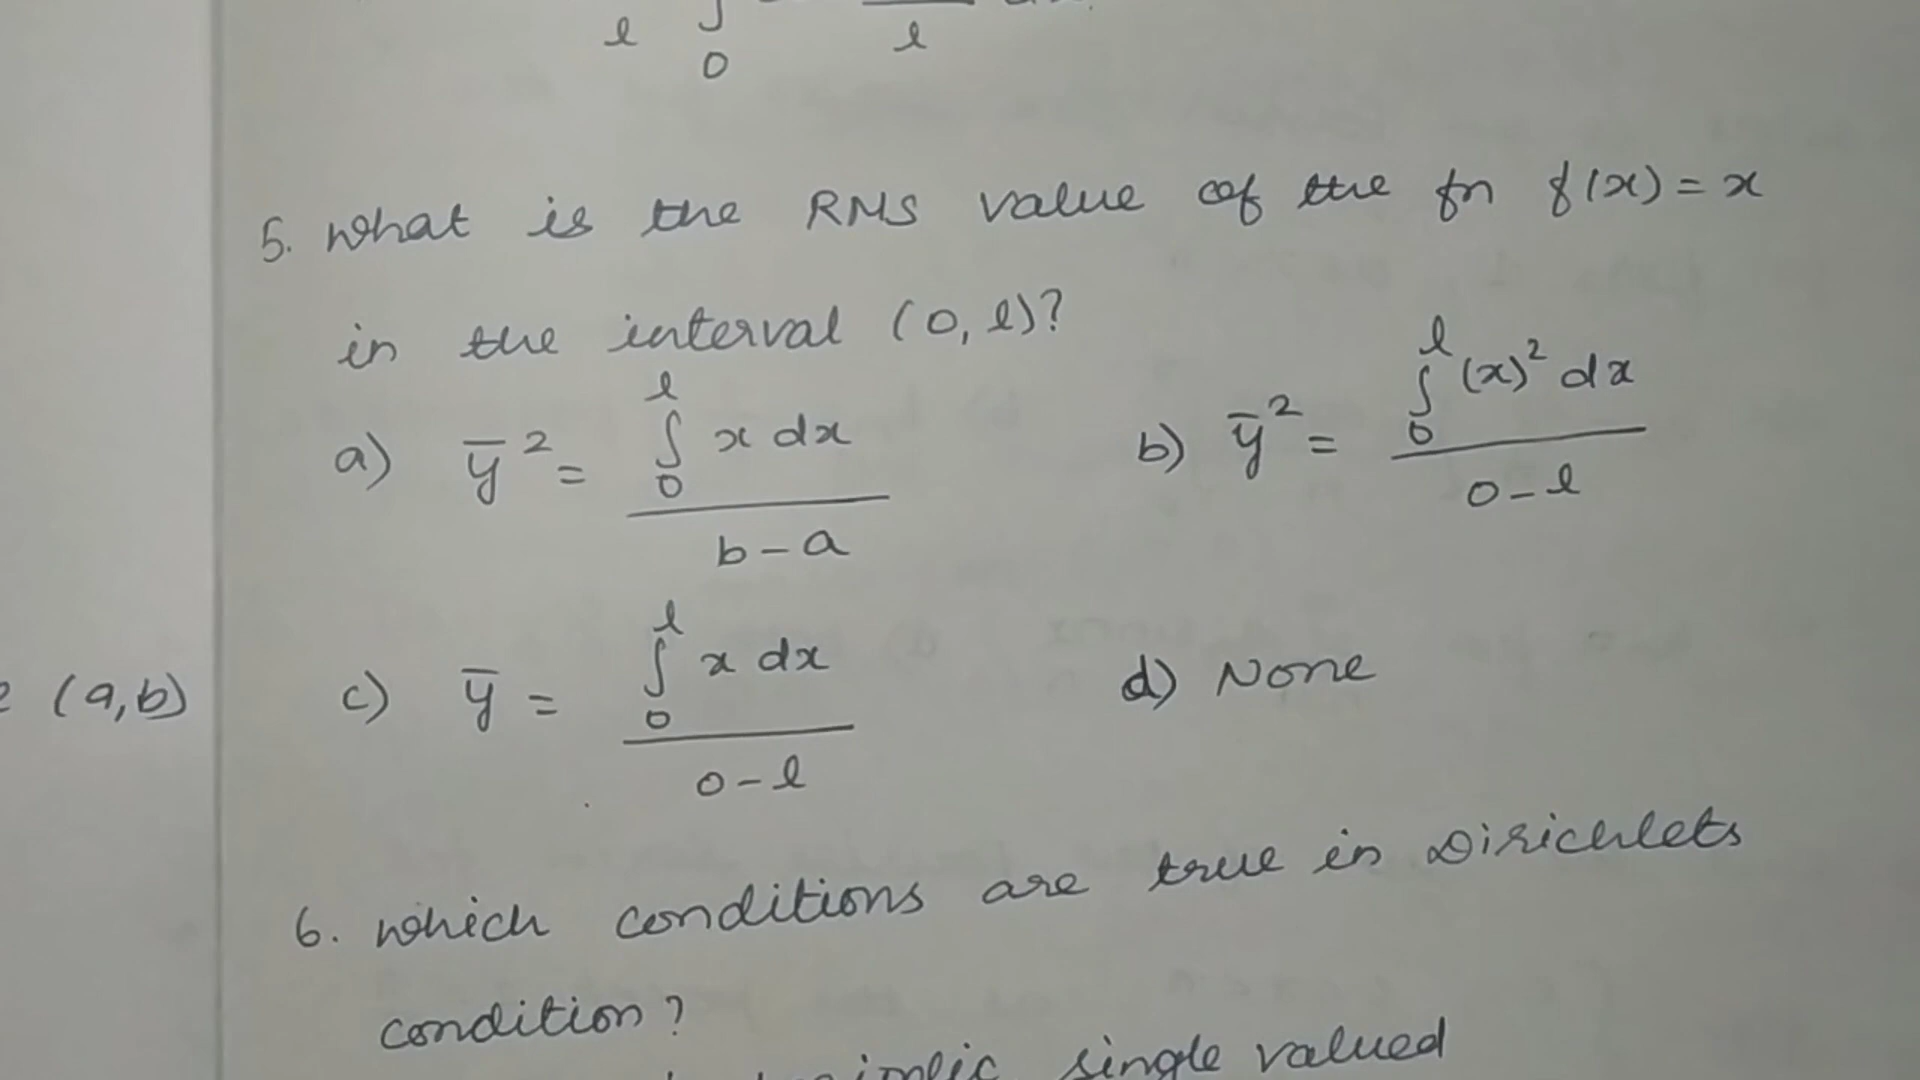 l ∫ l
0
5. What is the RMS value of the fn f(x) = x
in the interval (0, l)?
a) ȳ² = ∫₀ˡ x dx / b - a
b) ȳ² = ∫₀ˡ (x)² dx / 0 - l
(a,b)
c) ȳ = ∫₀ˡ x dx / 0 - l
d) None
6. which conditions are true in Dirichlets
condition?
single valued